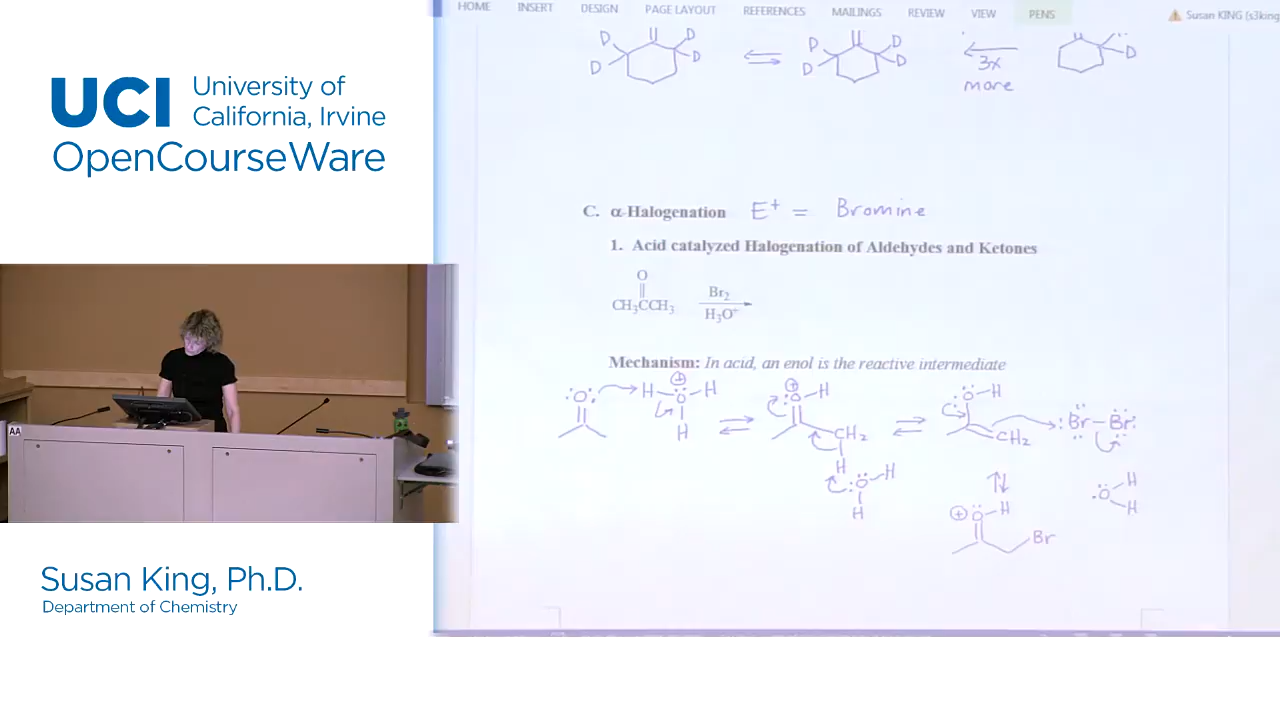 HOME INSERT DESIGN PAGE LAYOUT REFERENCES MAILINGS REVIEW VIEW PENS Susan KING (s3king
UCI University of California, Irvine
OpenCourseWare
D D D D
D D D D
D
3x
more
C. α-Halogenation E+ = Bromine
1. Acid catalyzed Halogenation of Aldehydes and Ketones
O
CH3CCH3 Br2
H3O+
Mechanism: In acid, an enol is the reactive intermediate
:O: H–O–H H
⊕
⊕ O–H
CH2
H
O–H
H
:O–H
CH2
:Br–Br:
O H
H
⊕ O–H
Br
AA
Susan King, Ph.D.
Department of Chemistry